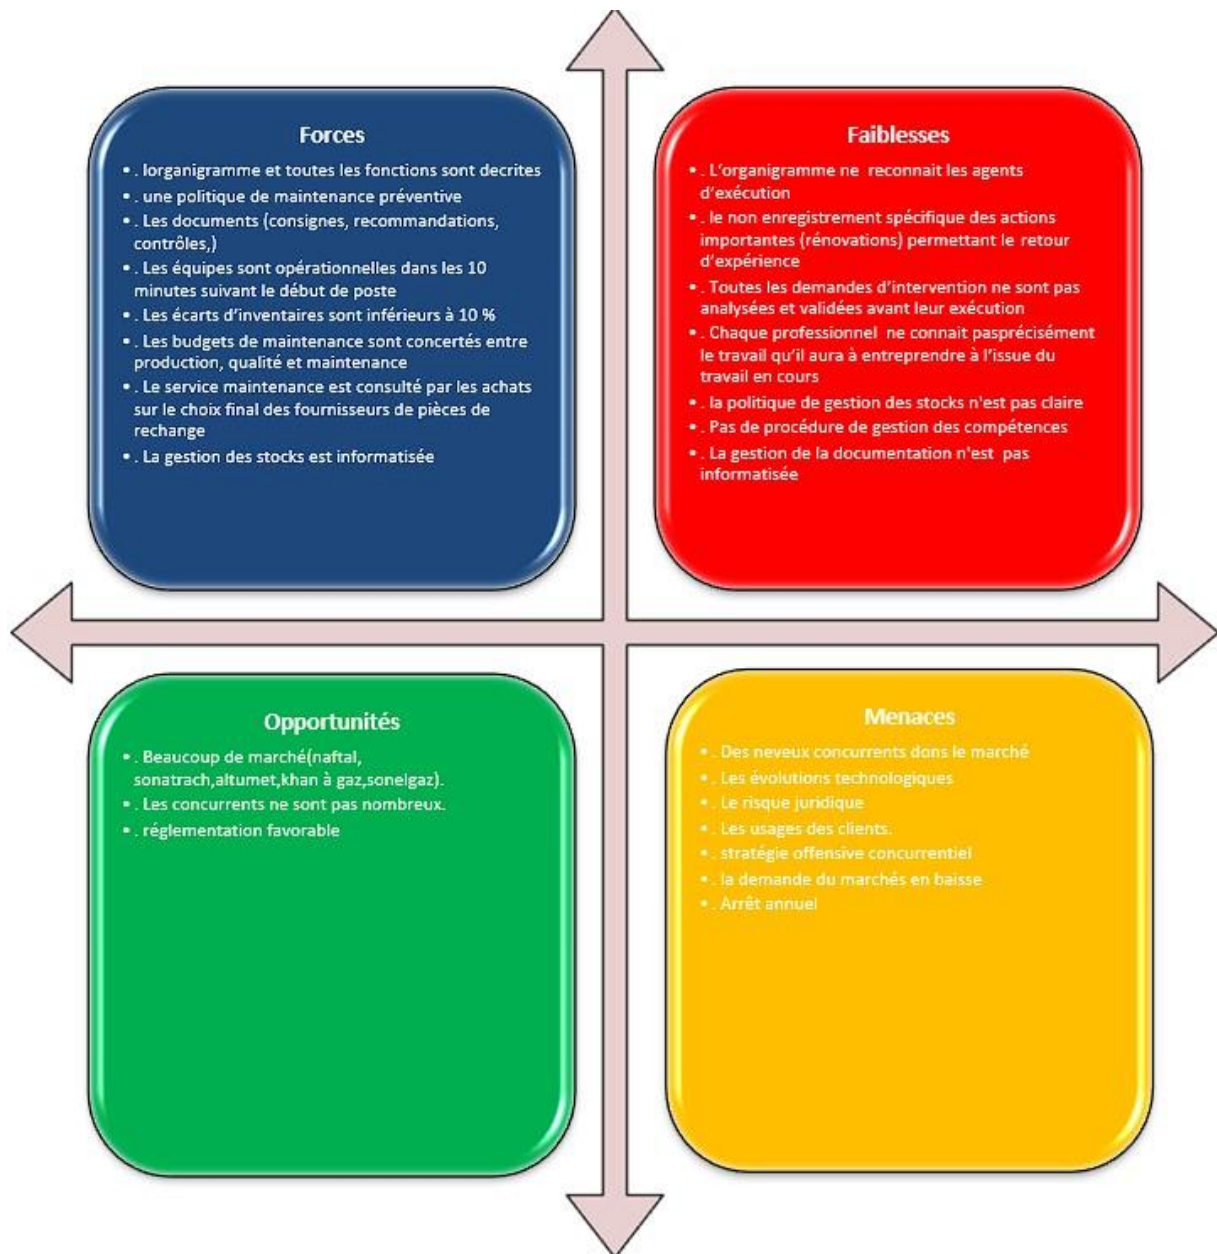 Forces
• . lorganigramme et toutes les fonctions sont decrites
• . une politique de maintenance préventive
• . Les documents (consignes, recommandations,
contrôles,)
• . Les équipes sont opérationnelles dans les 10
minutes suivant le début de poste
• . Les écarts d’inventaires sont inférieurs à 10 %
• . Les budgets de maintenance sont concertés entre
production, qualité et maintenance
• . Le service maintenance est consulté par les achats
sur le choix final des fournisseurs de pièces de
rechange
• . La gestion des stocks est informatisée
Faiblesses
• . L’organigramme ne reconnait les agents
d’exécution
• . le non enregistrement spécifique des actions
importantes (rénovations) permettant le retour
d’expérience
• . Toutes les demandes d’intervention ne sont pas
analysées et validées avant leur exécution
• . Chaque professionnel ne connait pasprécisément
le travail qu’il aura à entreprendre à l’issue du
travail en cours
• . la politique de gestion des stocks n'est pas claire
• . Pas de procédure de gestion des compétences
• . La gestion de la documentation n'est pas
informatisée
Opportunités
• . Beaucoup de marché(naftal,
sonatrach,altumet,khan à gaz,sonelgaz).
• . Les concurrents ne sont pas nombreux.
• . réglementation favorable
Menaces
• . Des neveux concurrents dans le marché
• . Les évolutions technologiques
• . Le risque juridique
• . Les usages des clients.
• . stratégie offensive concurrentiel
• . la demande du marchés en baisse
• . Arrêt annuel